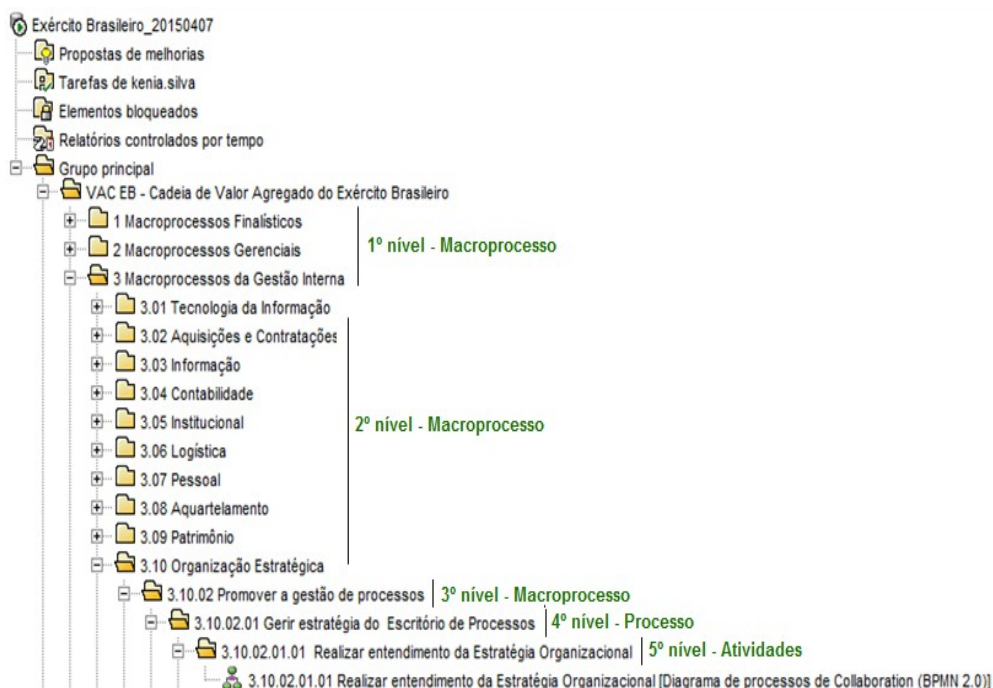 Exército Brasileiro_20150407
Propostas de melhorias
Tarefas de kenia.silva
Elementos bloqueados
Relatórios controlados por tempo
Grupo principal
VAC EB - Cadeia de Valor Agregado do Exército Brasileiro
1 Macroprocessos Finalísticos
1º nível - Macroprocesso
2 Macroprocessos Gerenciais
3 Macroprocessos da Gestão Interna
3.01 Tecnologia da Informação
3.02 Aquisições e Contratações
3.03 Informação
3.04 Contabilidade
3.05 Institucional
2º nível - Macroprocesso
3.06 Logística
3.07 Pessoal
3.08 Aquartelamento
3.09 Patrimônio
3.10 Organização Estratégica
3.10.02 Promover a gestão de processos 3º nível - Macroprocesso
3.10.02.01 Gerir estratégia do Escritório de Processos 4º nível - Processo
3.10.02.01.01 Realizar entendimento da Estratégia Organizacional 5º nível - Atividades
3.10.02.01.01 Realizar entendimento da Estratégia Organizacional [Diagrama de processos de Collaboration (BPMN 2.0)]